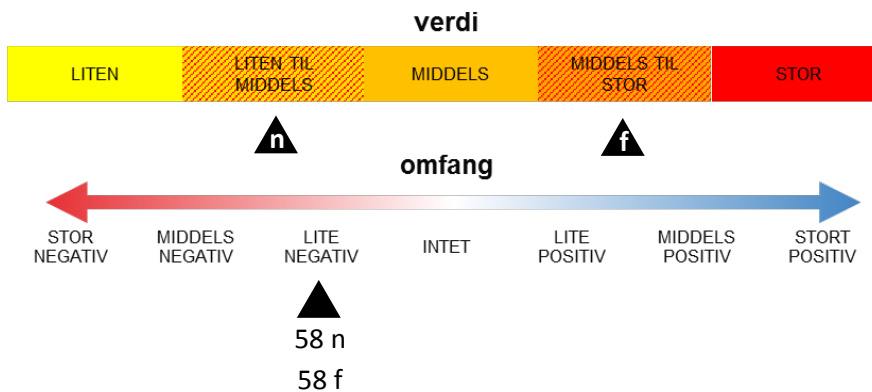 verdi
LITEN
LITEN TIL
MIDDELS
MIDDELS
MIDDELS TIL
STOR
STOR
n
f
omfang
STOR
NEGATIV
MIDDELS
NEGATIV
LITE
NEGATIV
INTET
LITE
POSITIV
MIDDELS
POSITIV
STORT
POSITIV
58 n
58 f